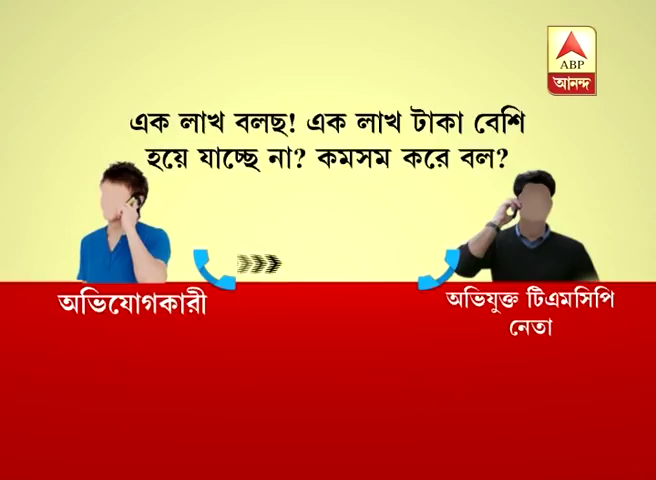 ABP
আনন্দ
এক লাখ বলছ! এক লাখ টাকা বেশি
হয়ে যাচ্ছে না? কমসম করে বল?
অভিযোগকারী
অভিযুক্ত টিএমসিপি
নেতা